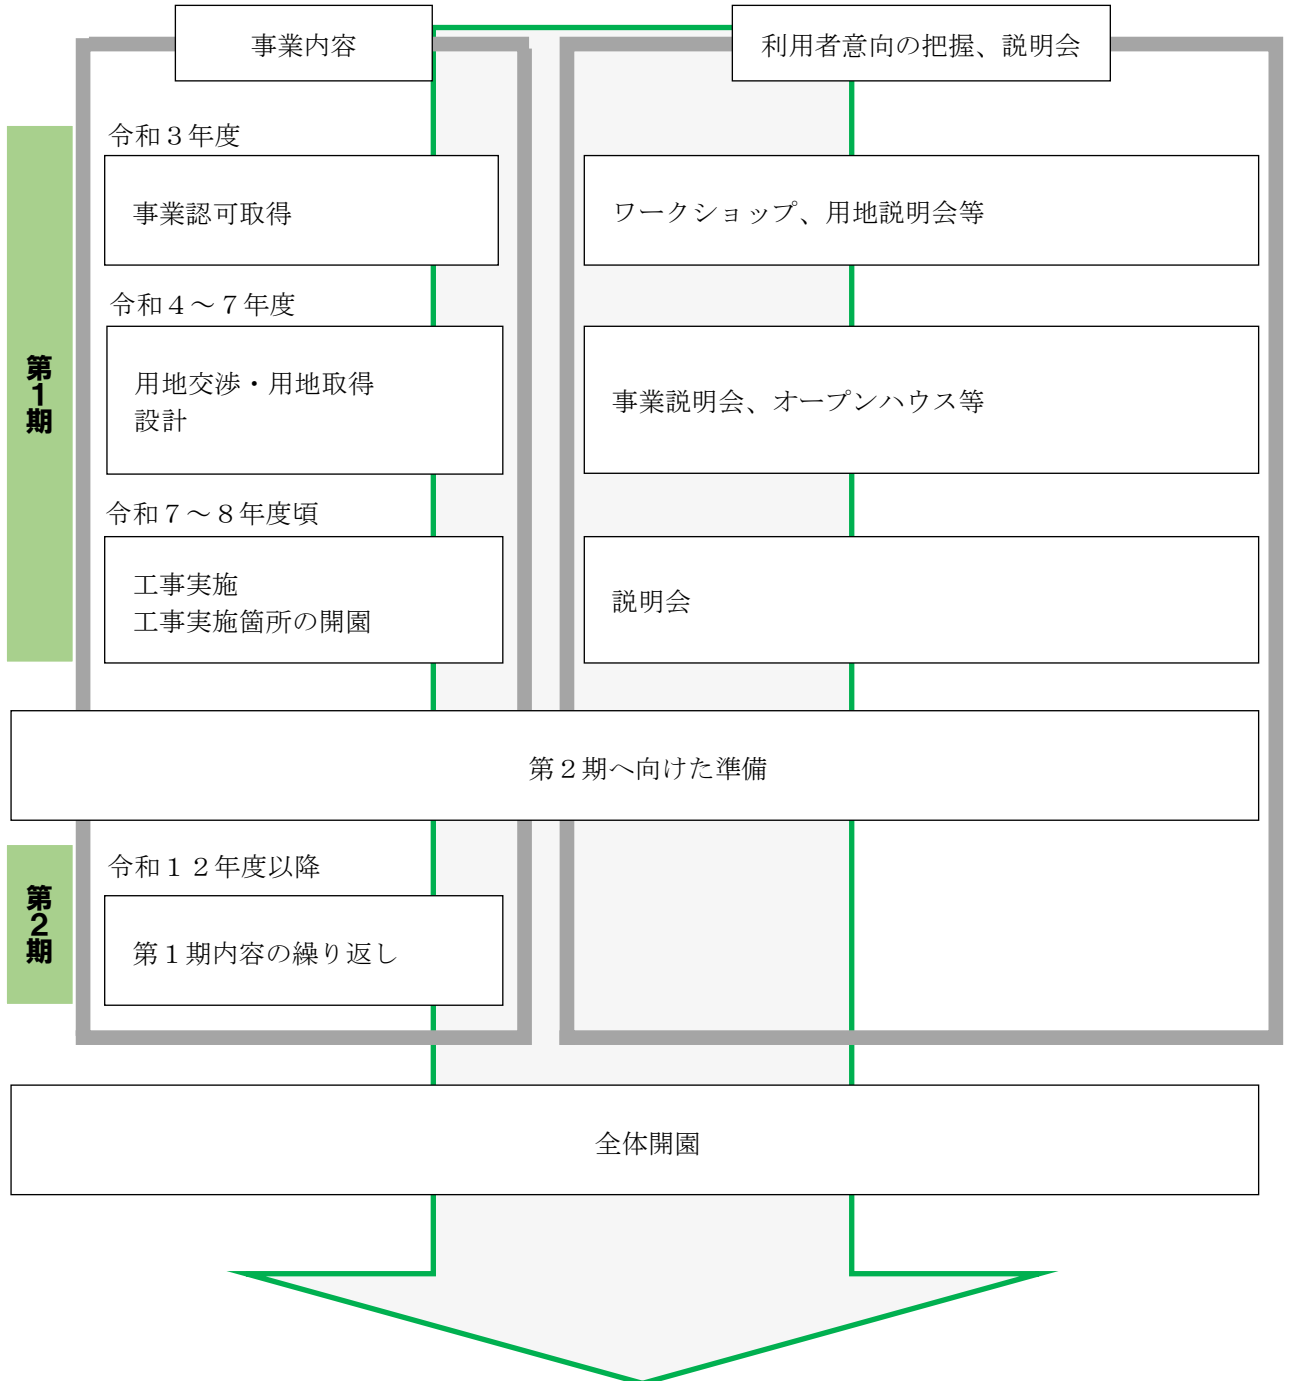 事業内容
利用者意向の把握、説明会
第1期
令和３年度
事業認可取得
ワークショップ、用地説明会等
令和４～７年度
用地交渉・用地取得
設計
事業説明会、オープンハウス等
令和７～８年度頃
工事実施
工事実施箇所の開園
説明会
第２期へ向けた準備
第2期
令和１２年度以降
第１期内容の繰り返し
全体開園